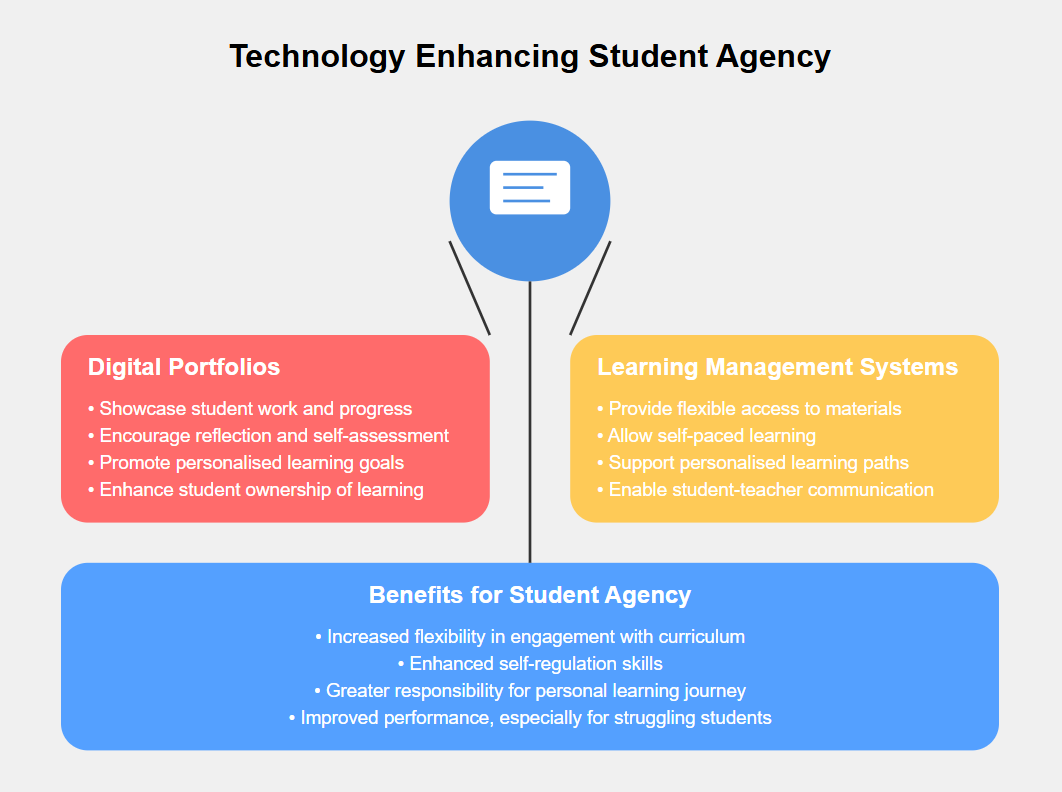 Technology Enhancing Student Agency
Digital Portfolios
• Showcase student work and progress
• Encourage reflection and self-assessment
• Promote personalised learning goals
• Enhance student ownership of learning
Learning Management Systems
• Provide flexible access to materials
• Allow self-paced learning
• Support personalised learning paths
• Enable student-teacher communication
Benefits for Student Agency
• Increased flexibility in engagement with curriculum
• Enhanced self-regulation skills
• Greater responsibility for personal learning journey
• Improved performance, especially for struggling students